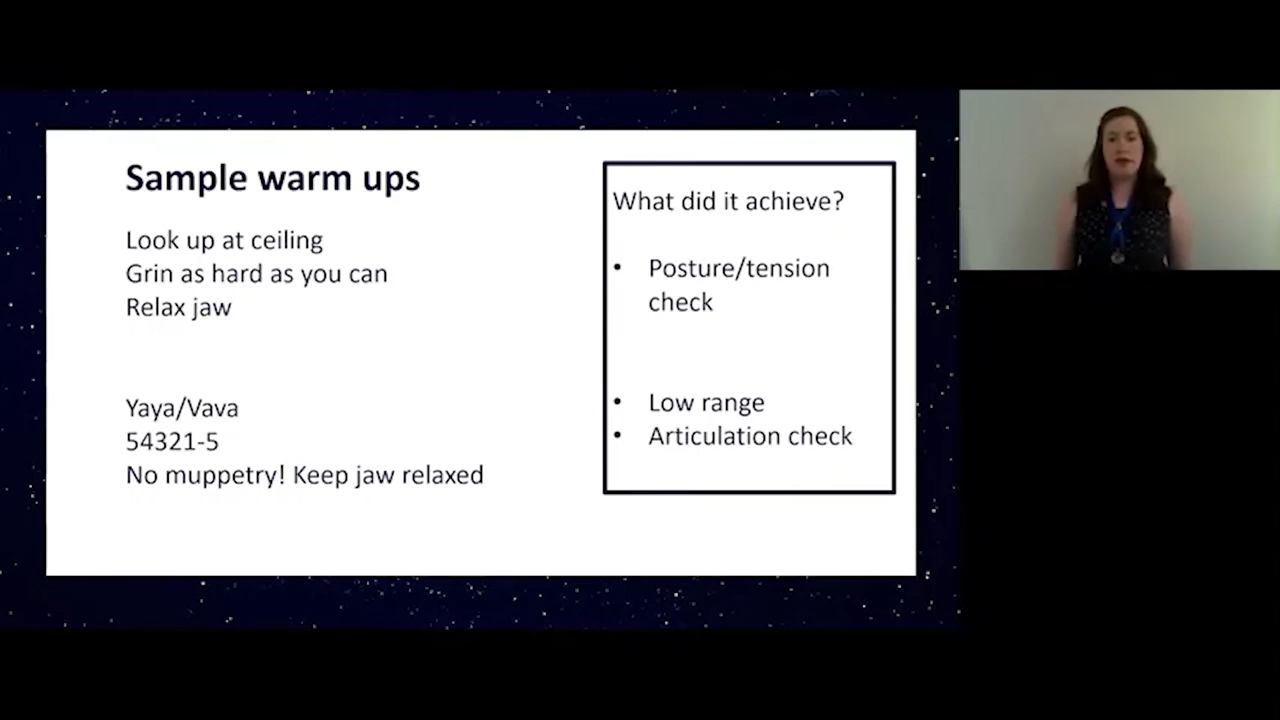 Sample warm ups
Look up at ceiling
Grin as hard as you can
Relax jaw
Yaya/Vava
54321-5
No muppetry! Keep jaw relaxed
What did it achieve?
• Posture/tension
check
• Low range
• Articulation check